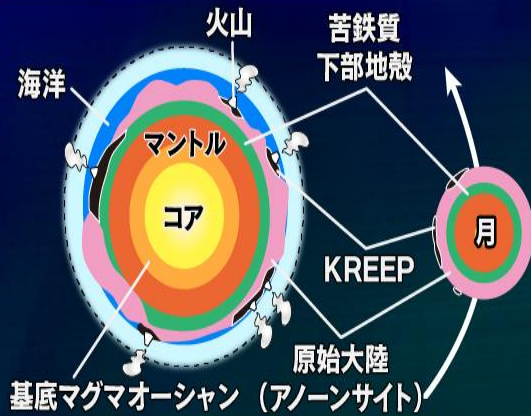 火山
苦鉄質
下部地殻
海洋
マントル
コア
月
KREEP
原始大陸
基底マグマオーシャン (アノーンサイト)